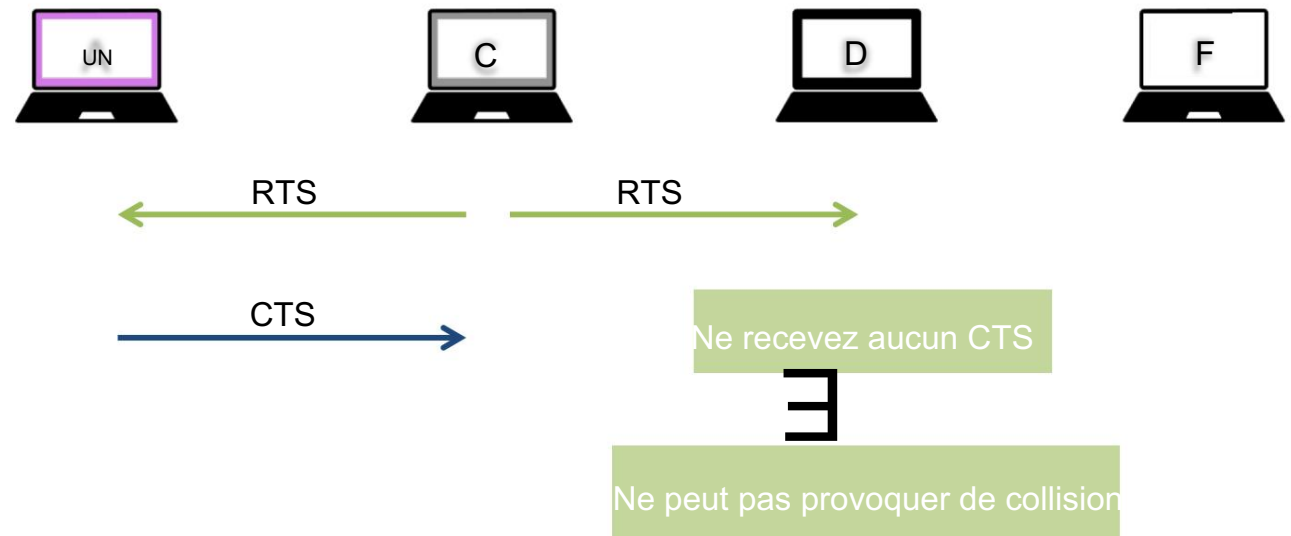 UN
C
D
F
RTS
RTS
CTS
Ne recevez aucun CTS
∃
Ne peut pas provoquer de collision